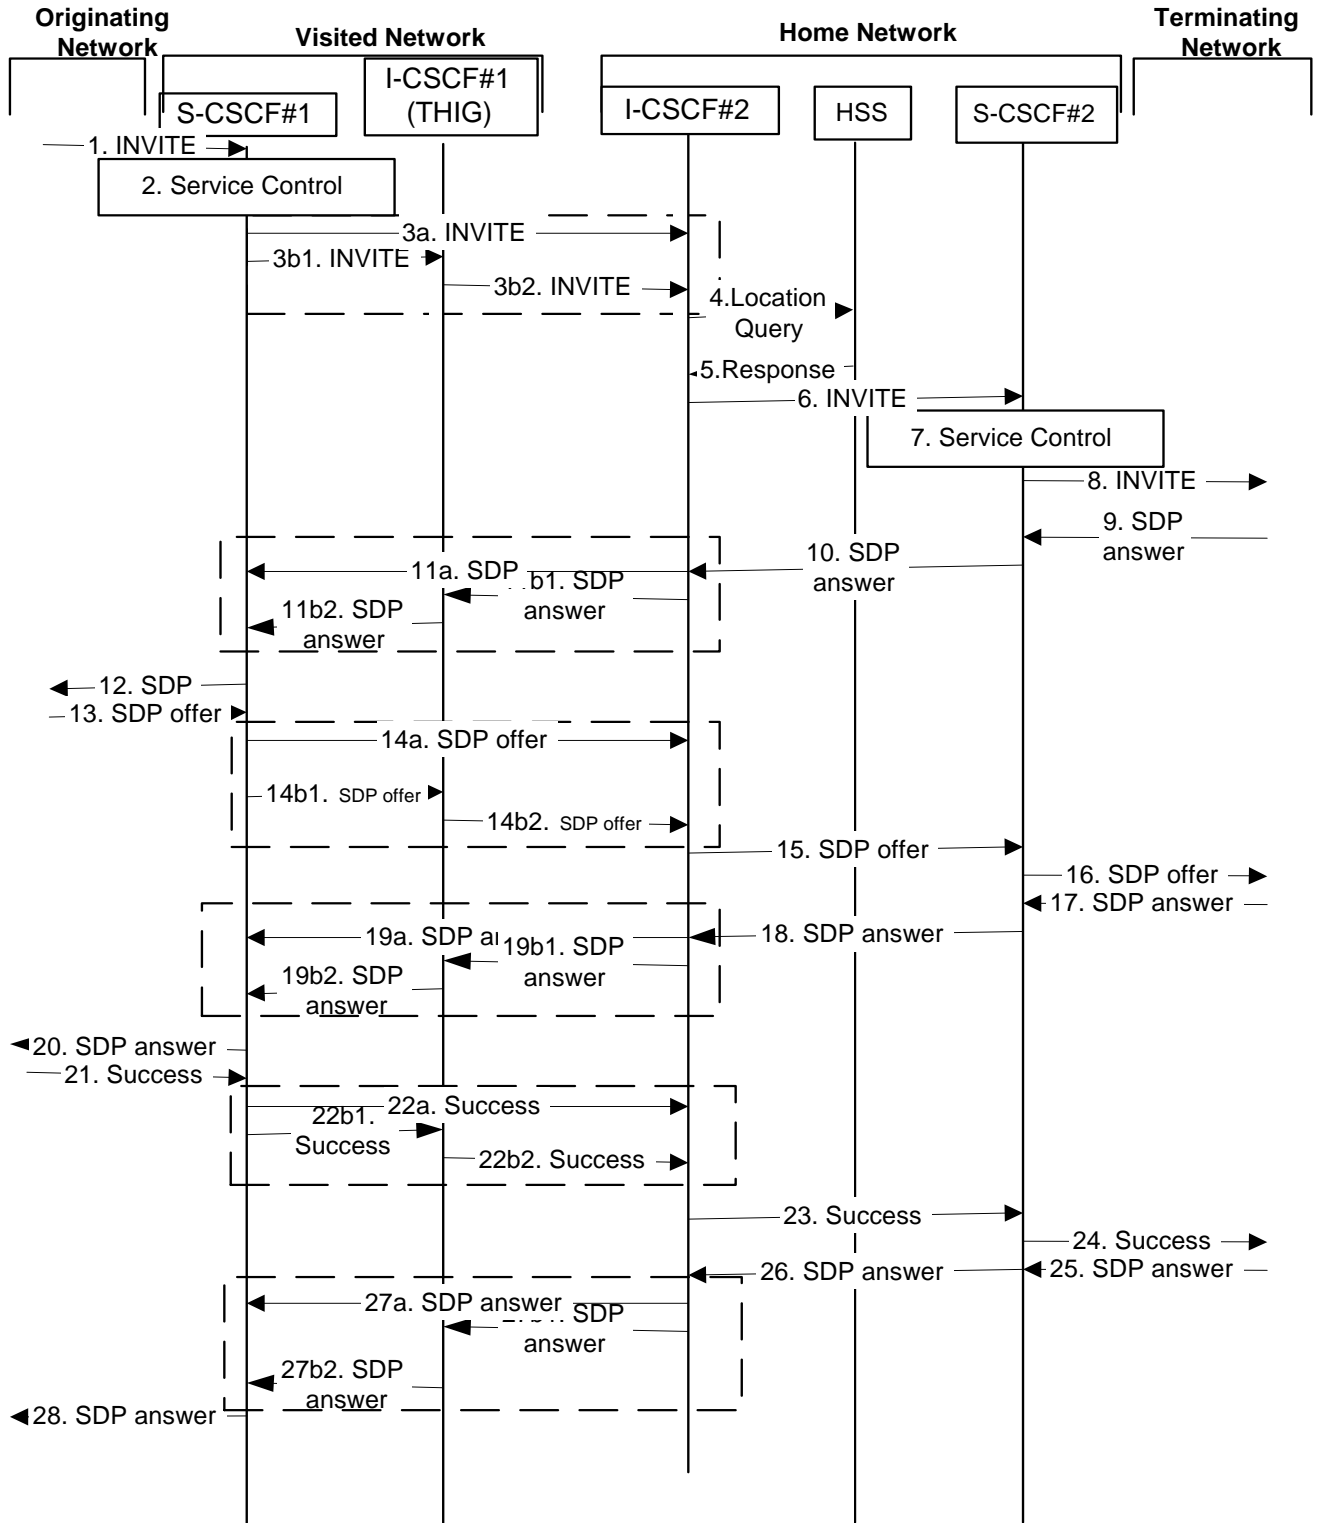 Originating
Network
Visited Network
Home Network
Terminating
Network
S-CSCF#1
I-CSCF#1
(THIG)
I-CSCF#2
HSS
S-CSCF#2
1. INVITE
2. Service Control
3a. INVITE
3b1. INVITE
3b2. INVITE
4.Location
Query
5.Response
6. INVITE
7. Service Control
8. INVITE
9. SDP
answer
10. SDP
answer
11a. SDP
b1. SDP
answer
11b2. SDP
answer
12. SDP
13. SDP offer
14a. SDP offer
14b1. SDP offer
14b2. SDP offer
15. SDP offer
16. SDP offer
17. SDP answer
18. SDP answer
19a. SDP
19b1. SDP
answer
19b2. SDP
answer
20. SDP answer
21. Success
22a. Success
22b1.
Success
22b2. Success
23. Success
24. Success
25. SDP answer
26. SDP answer
27a. SDP answer
SDP
answer
27b2. SDP
answer
28. SDP answer